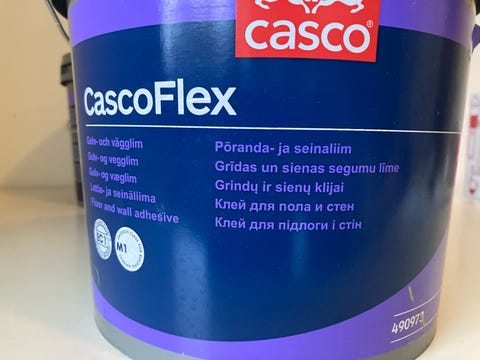 casco®
CascoFlex
Golv- och vägglim
Gulv- og vegglim
Gulv- og væglim
Lattia- ja seinäliima
Floor and wall adhesive
Põranda- ja seinaliim
Grīdas un sienas segumu līme
Grindų ir sienų klijai
Клей для пола и стен
Клей для підлоги і стін
M1
490973